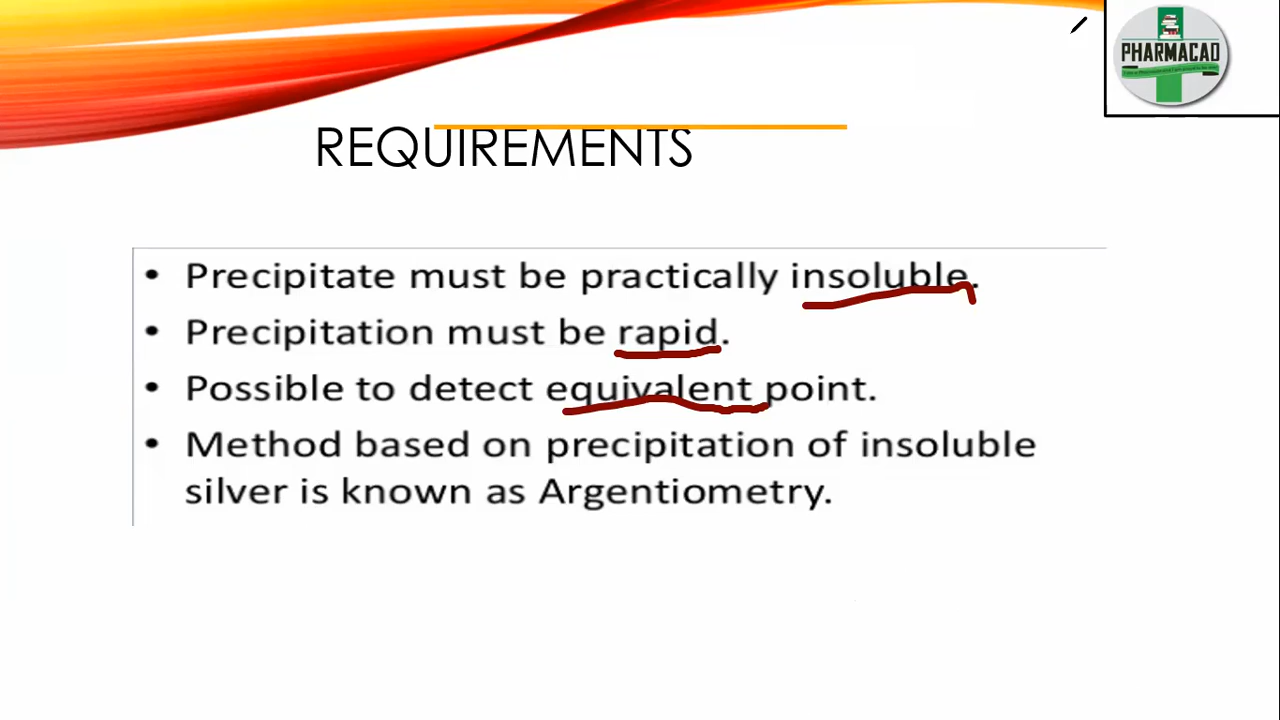 PHARMACAD
REQUIREMENTS
• Precipitate must be practically insoluble.
• Precipitation must be rapid.
• Possible to detect equivalent point.
• Method based on precipitation of insoluble
silver is known as Argentiometry.